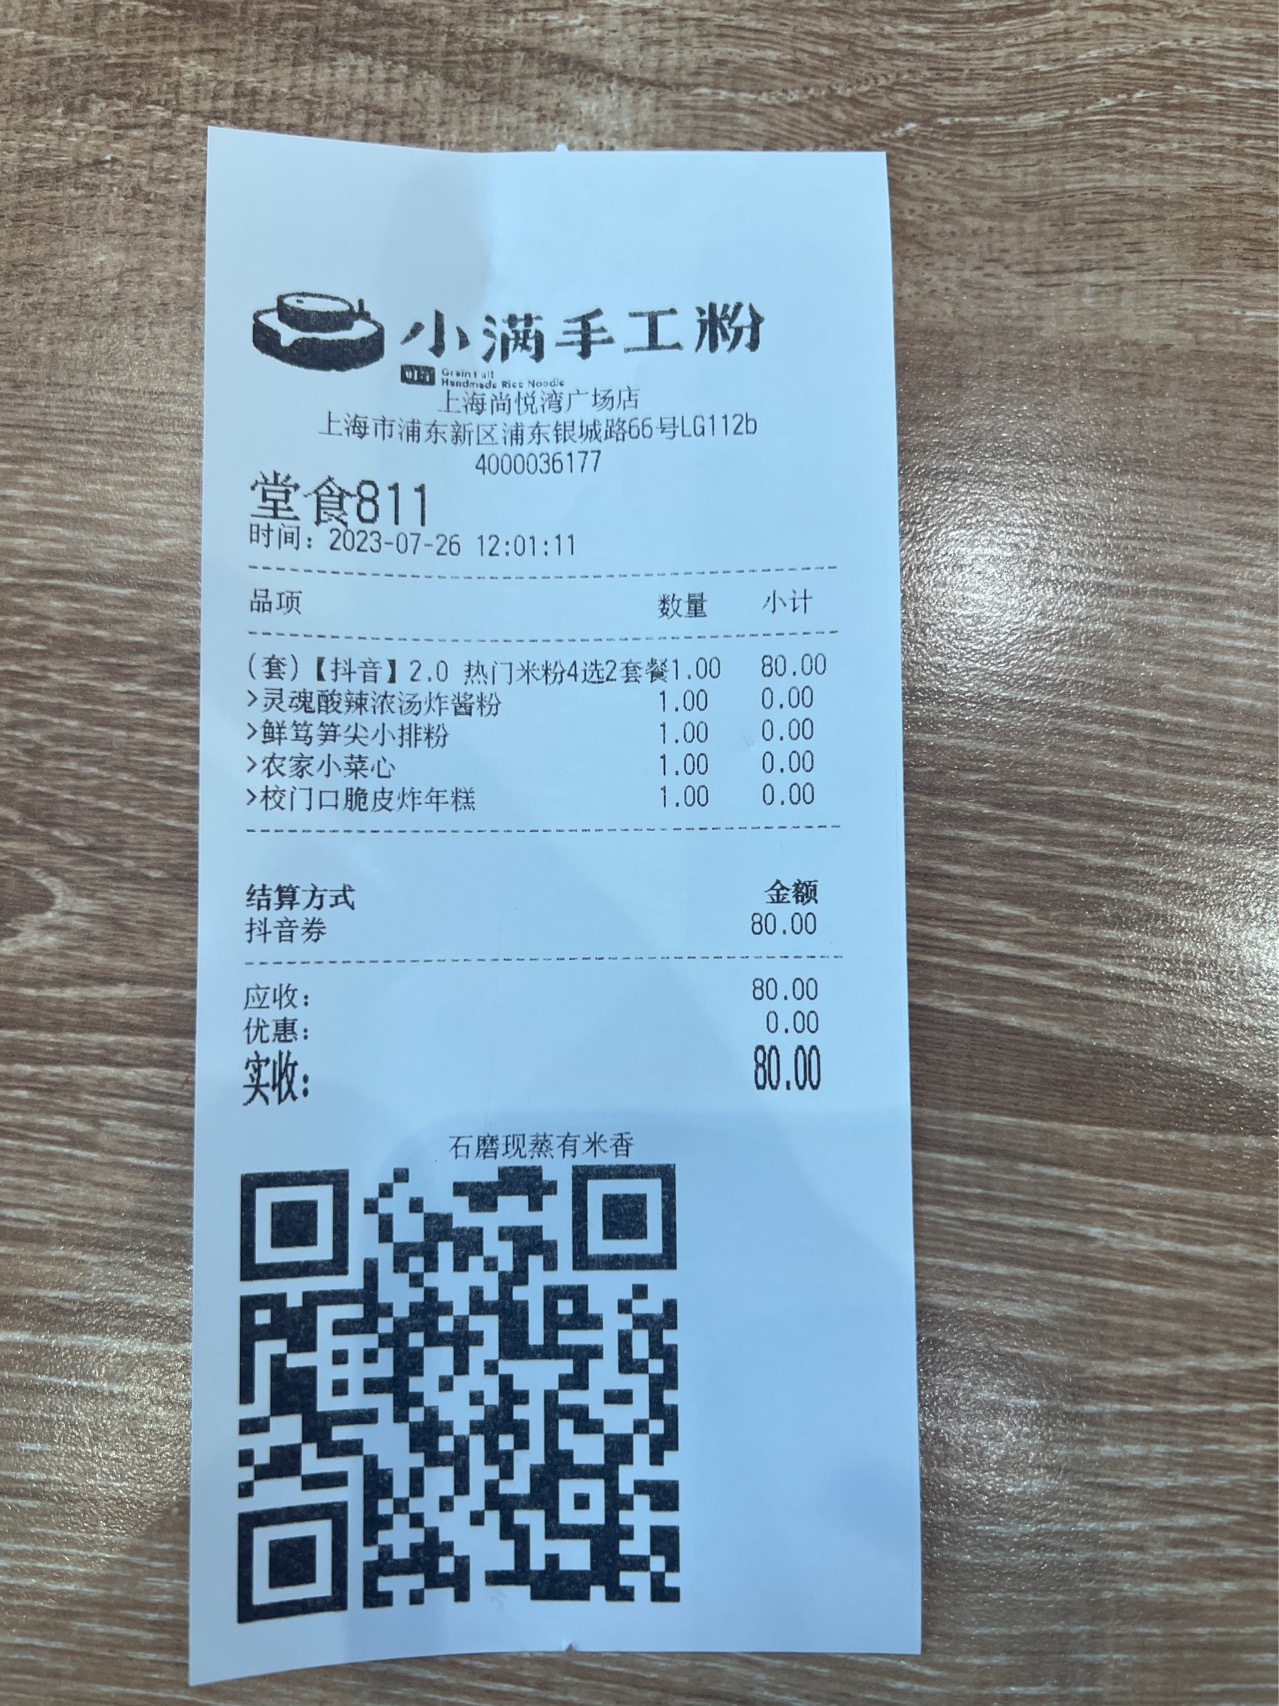 小满手工粉
Handmade Rice Noodle
上海尚悦湾广场店
上海市浦东新区浦东银城路66号LG112b
4000036177
堂食811
时间：2023-07-26 12:01:11
品项 数量 小计
(套)【抖音】2.0 热门米粉4选2套餐1.00 80.00
>灵魂酸辣浓汤炸酱粉 1.00 0.00
>鲜笃笋尖小排粉 1.00 0.00
>农家小菜心 1.00 0.00
>校门口脆皮炸年糕 1.00 0.00
结算方式 金额
抖音券 80.00
应收: 80.00
优惠: 0.00
实收: 80.00
石磨现蒸有米香